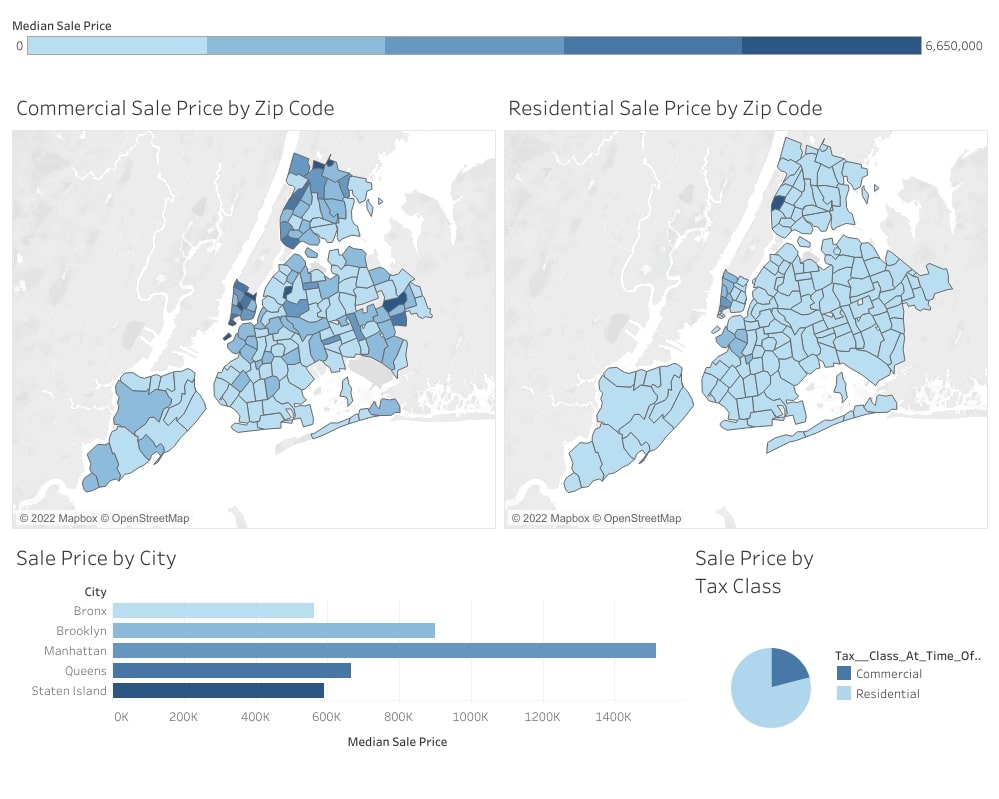 Median Sale Price
0 6,650,000
Commercial Sale Price by Zip Code
Residential Sale Price by Zip Code
© 2022 Mapbox © OpenStreetMap
© 2022 Mapbox © OpenStreetMap
Sale Price by City
City
Bronx
Brooklyn
Manhattan
Queens
Staten Island
0K 200K 400K 600K 800K 1000K 1200K 1400K
Median Sale Price
Sale Price by
Tax Class
Tax__Class_At_Time_Of..
Commercial
Residential